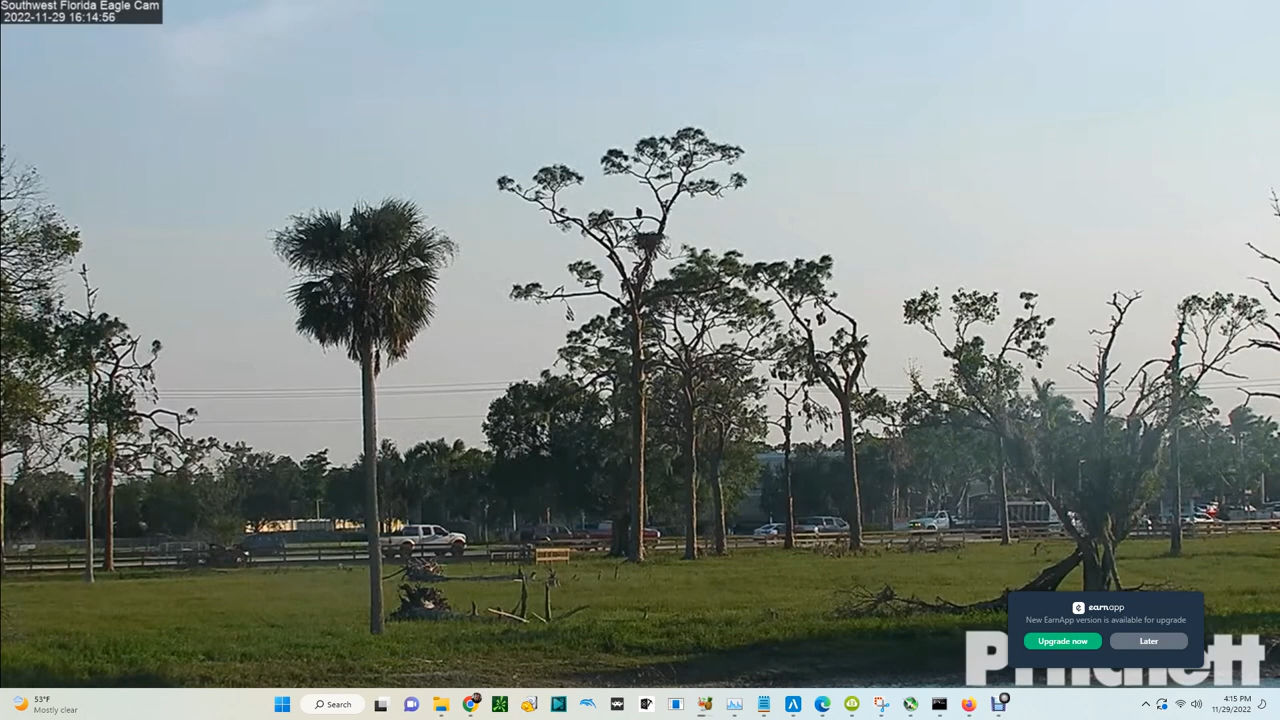 Southwest Florida Eagle Cam
2022-11-29 16:14:56
earnapp
New EarnApp version is available for upgrade
Upgrade now
Later
53°F
Mostly clear
Search
4:15 PM
11/29/2022